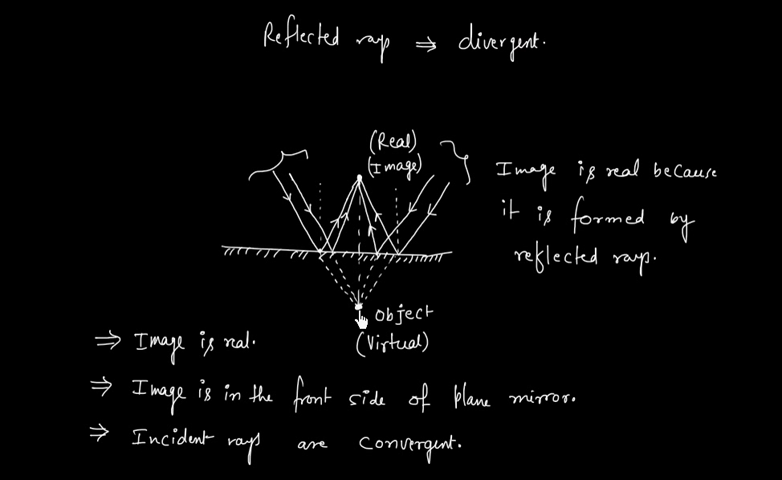 Reflected rays ⇒ divergent.
(Real)
(Image)
Image is real because
it is formed by
reflected rays.
Object
(Virtual)
⇒ Image is real.
⇒ Image is in the front side of plane mirror.
⇒ Incident rays are convergent.